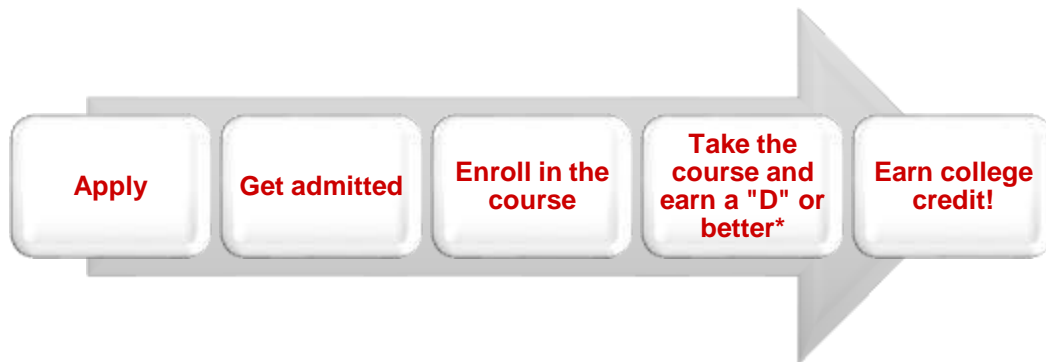 Apply
Get admitted
Enroll in the
course
Take the
course and
earn a "D" or
better*
Earn college
credit!